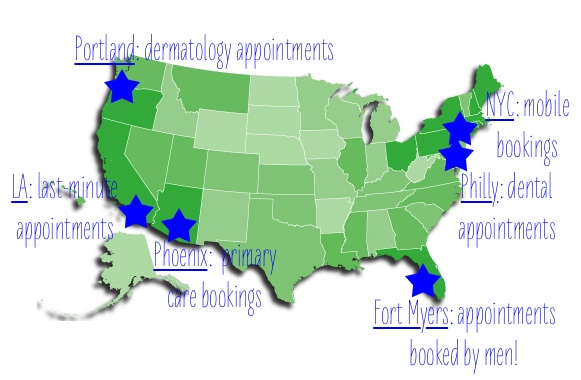 Portland: dermatology appointments
NYC: mobile
bookings
LA: last-minute
appointments
Philly: dental
appointments
Phoenix: primary
care bookings
Fort Myers: appointments
booked by men!